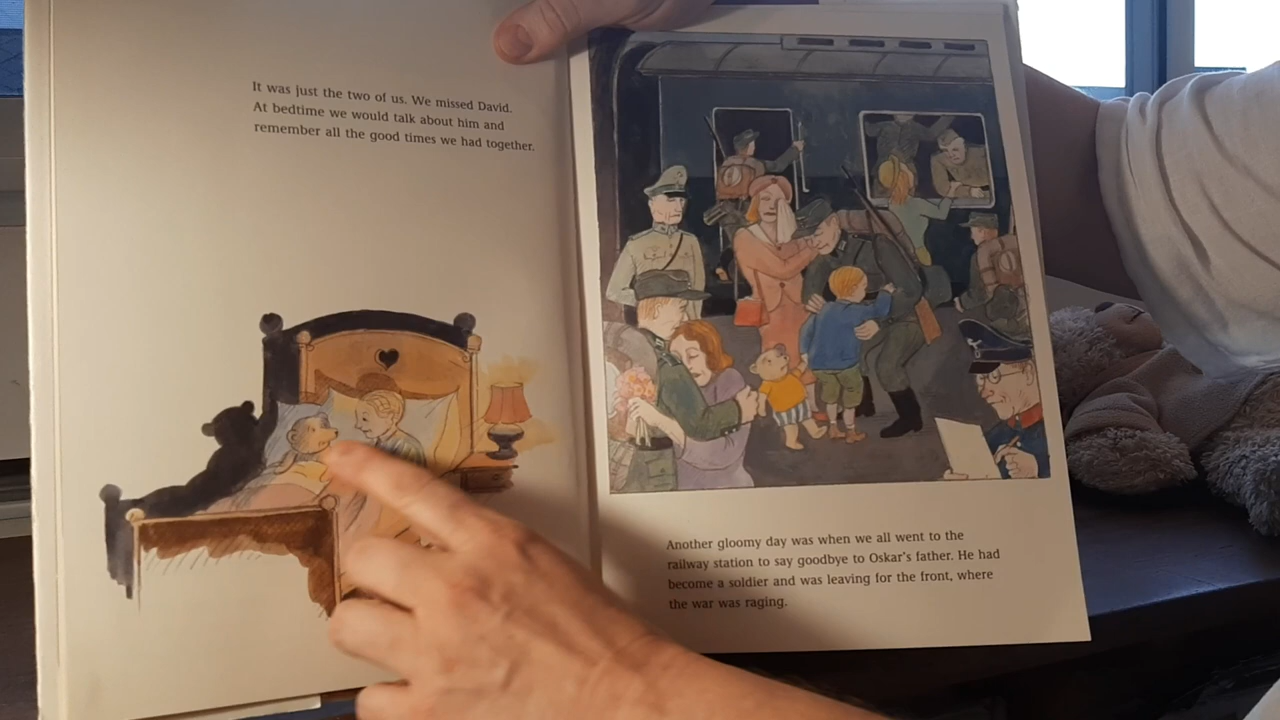 It was just the two of us. We missed David.
At bedtime we would talk about him and
remember all the good times we had together.
Another gloomy day was when we all went to the
railway station to say goodbye to Oskar's father. He had
become a soldier and was leaving for the front, where
the war was raging.